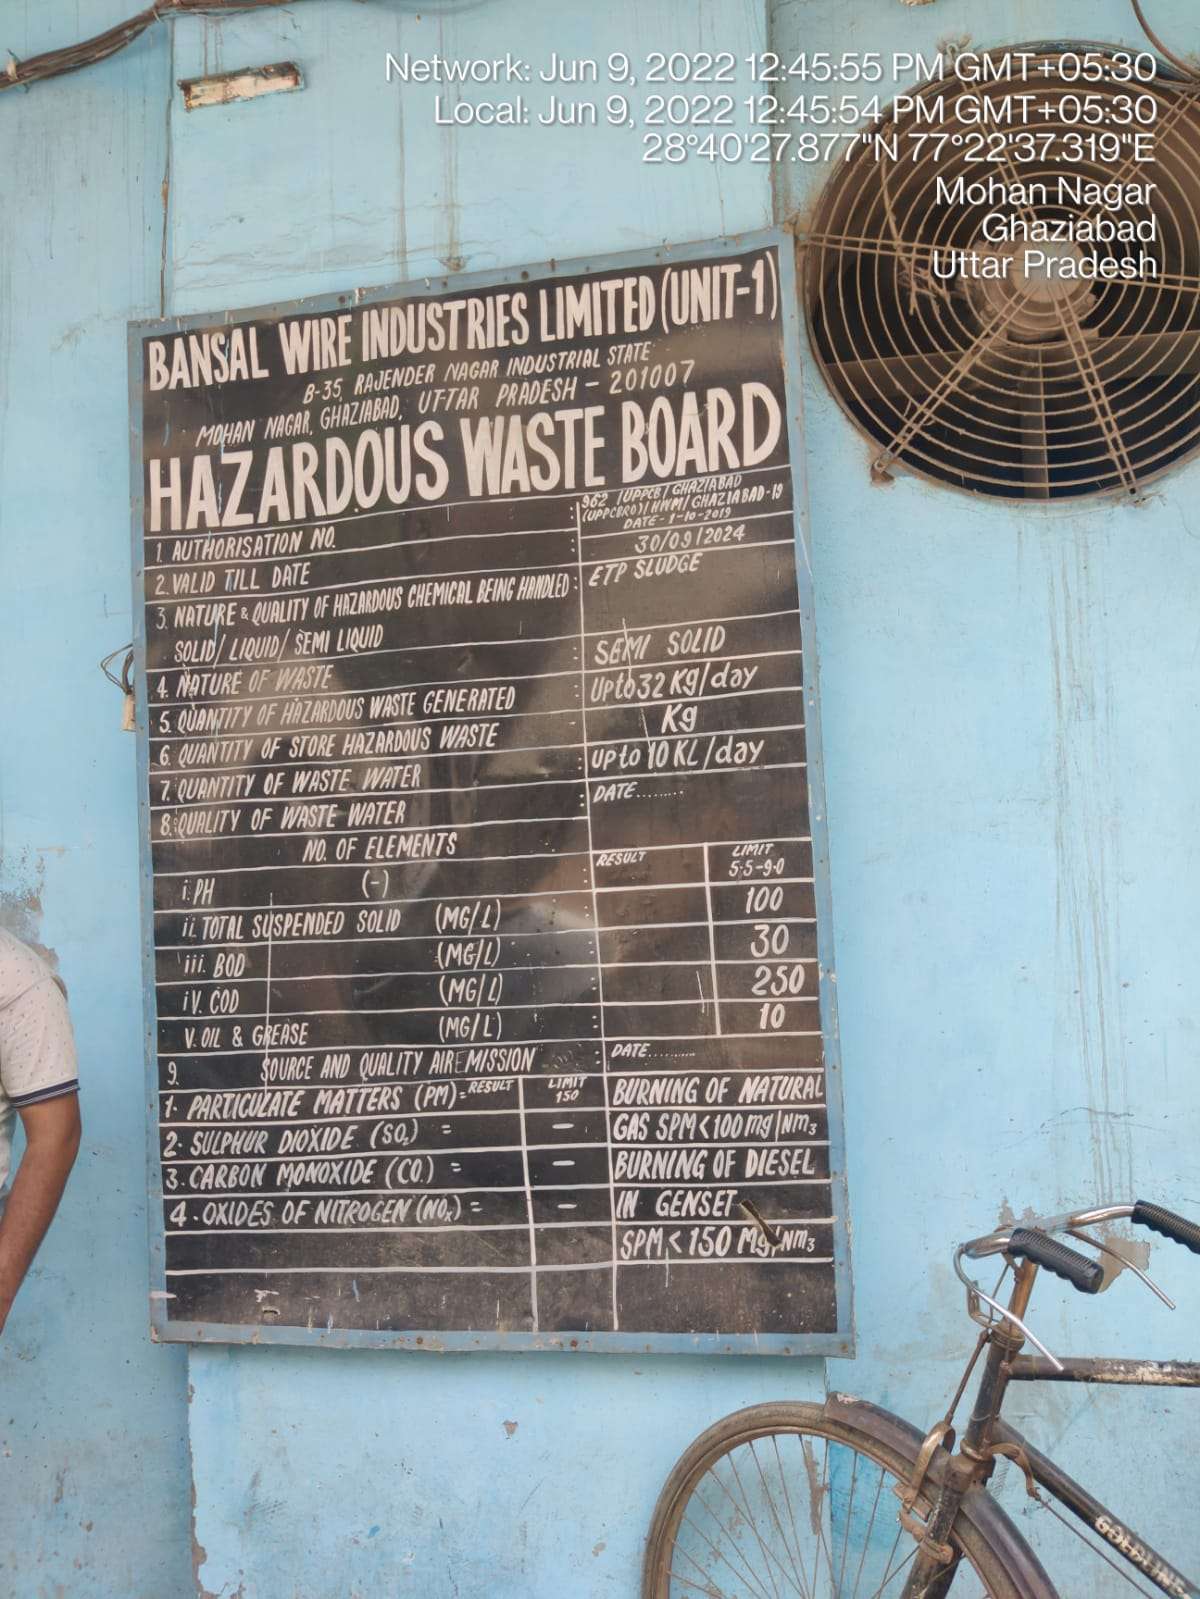 Network: Jun 9, 2022 12:45:55 PM GMT+05:30
Local: Jun 9, 2022 12:45:54 PM GMT+05:30
28°40'27.877"N 77°22'37.319"E
Mohan Nagar
Ghaziabad
Uttar Pradesh
BANSAL WIRE INDUSTRIES LIMITED (UNIT-1)
B-35, RAJENDER NAGAR INDUSTRIAL STATE
MOHAN NAGAR, GHAZIABAD, UTTAR PRADESH - 201007
HAZARDOUS WASTE BOARD
1. AUTHORISATION NO. : 962 /UPPCB/GHAZIABAD
(UPPCBRO)/HWM/GHAZIABAD-19
DATE - 1-10-2019
2. VALID TILL DATE : 30/09/2024
3. NATURE & QUALITY OF HAZARDOUS CHEMICAL BEING HANDLED : ETP SLUDGE
SOLID/LIQUID/SEMI LIQUID
4. NATURE OF WASTE : SEMI SOLID
5. QUANTITY OF HAZARDOUS WASTE GENERATED : Upto 32 Kg/day
6. QUANTITY OF STORE HAZARDOUS WASTE : Kg
7. QUANTITY OF WASTE WATER : upto 10 KL/day
8. QUALITY OF WASTE WATER : DATE........
NO. OF ELEMENTS
RESULT LIMIT
i. PH (-) : 5.5-9.0
ii. TOTAL SUSPENDED SOLID (MG/L) : 100
iii. BOD (MG/L) : 30
iV. COD (MG/L) : 250
V. OIL & GREASE (MG/L) : 10
9. SOURCE AND QUALITY AIREMISSION : DATE..........
1. PARTICULATE MATTERS (PM) = RESULT LIMIT 150 BURNING OF NATURAL
2. SULPHUR DIOXIDE (SO2) = - GAS SPM < 100 mg/Nm3
3. CARBON MONOXIDE (CO.) = - BURNING OF DIESEL
4. OXIDES OF NITROGEN (NOx) = - IN GENSET
SPM < 150 Mg/Nm3
GOLDLINE